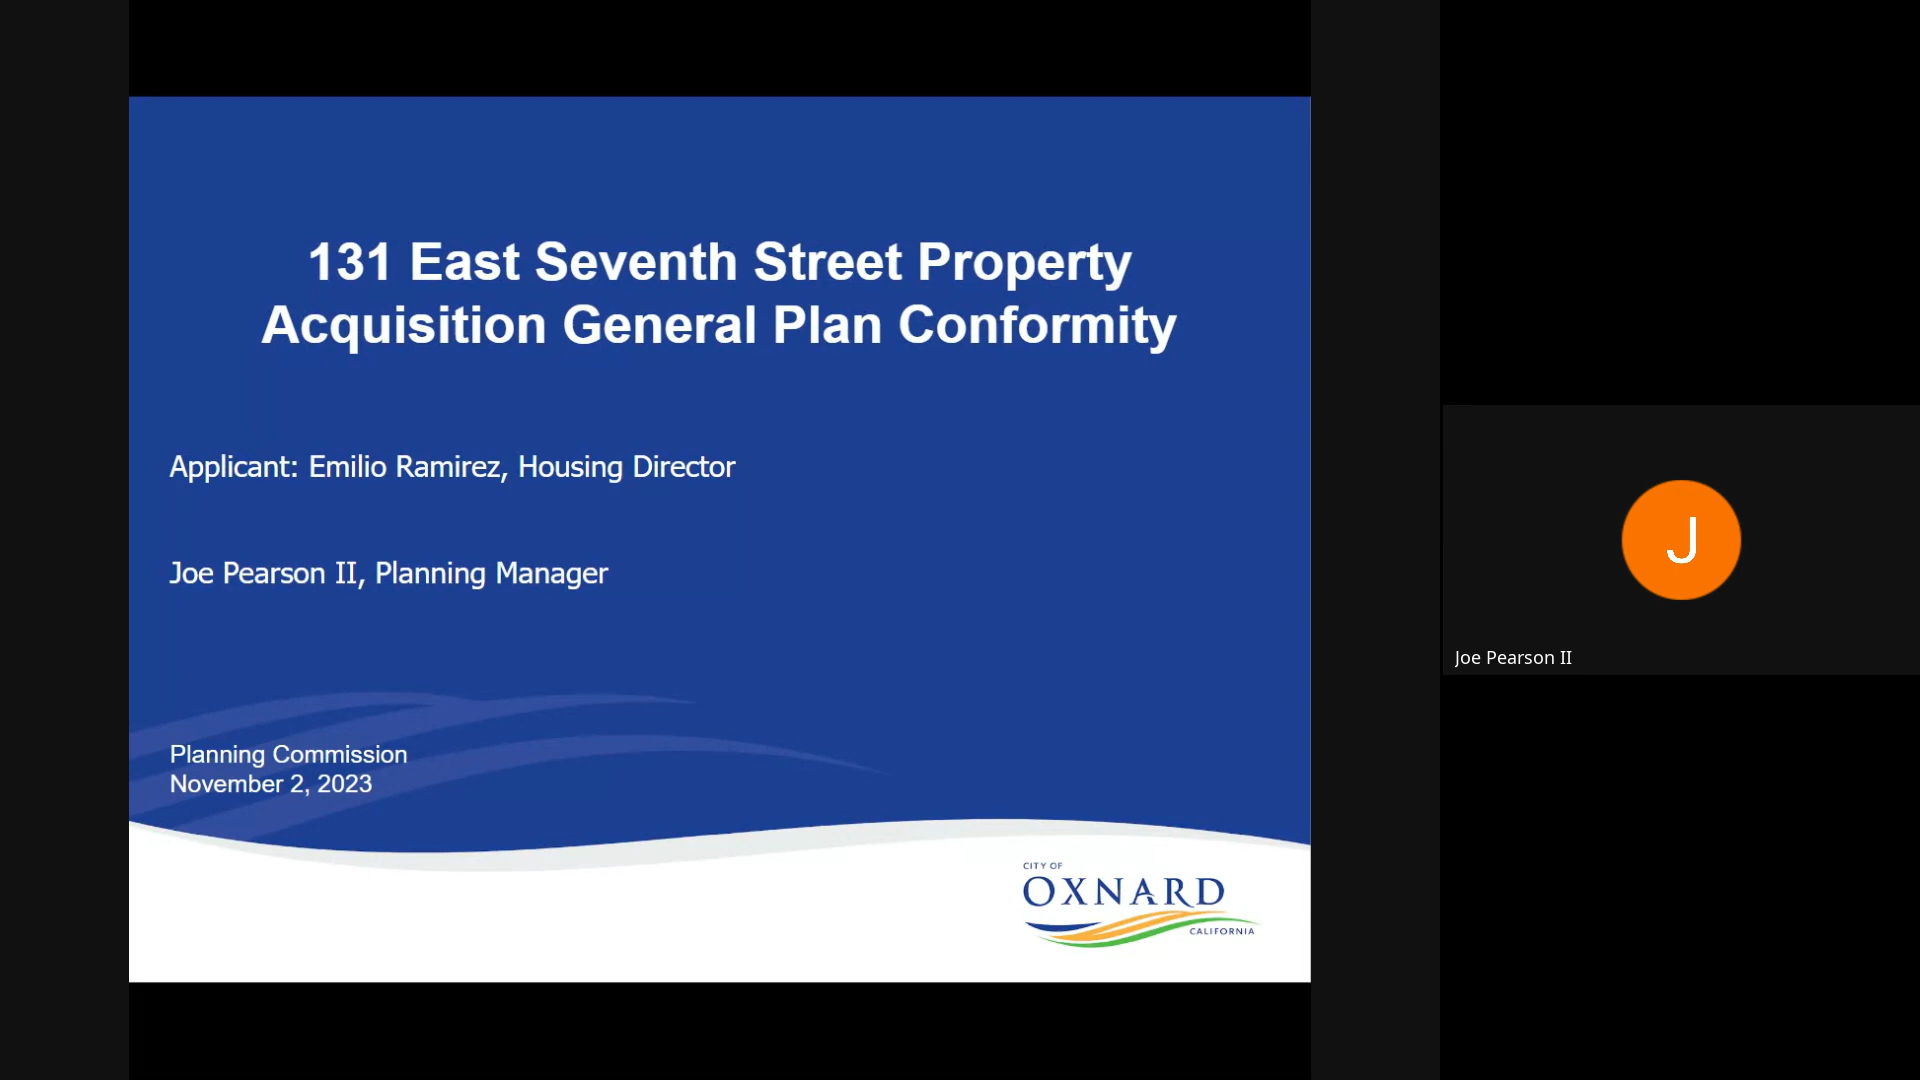 131 East Seventh Street Property
Acquisition General Plan Conformity
Applicant: Emilio Ramirez, Housing Director
Joe Pearson II, Planning Manager
Planning Commission
November 2, 2023
CITY OF
OXNARD
CALIFORNIA
J
Joe Pearson II